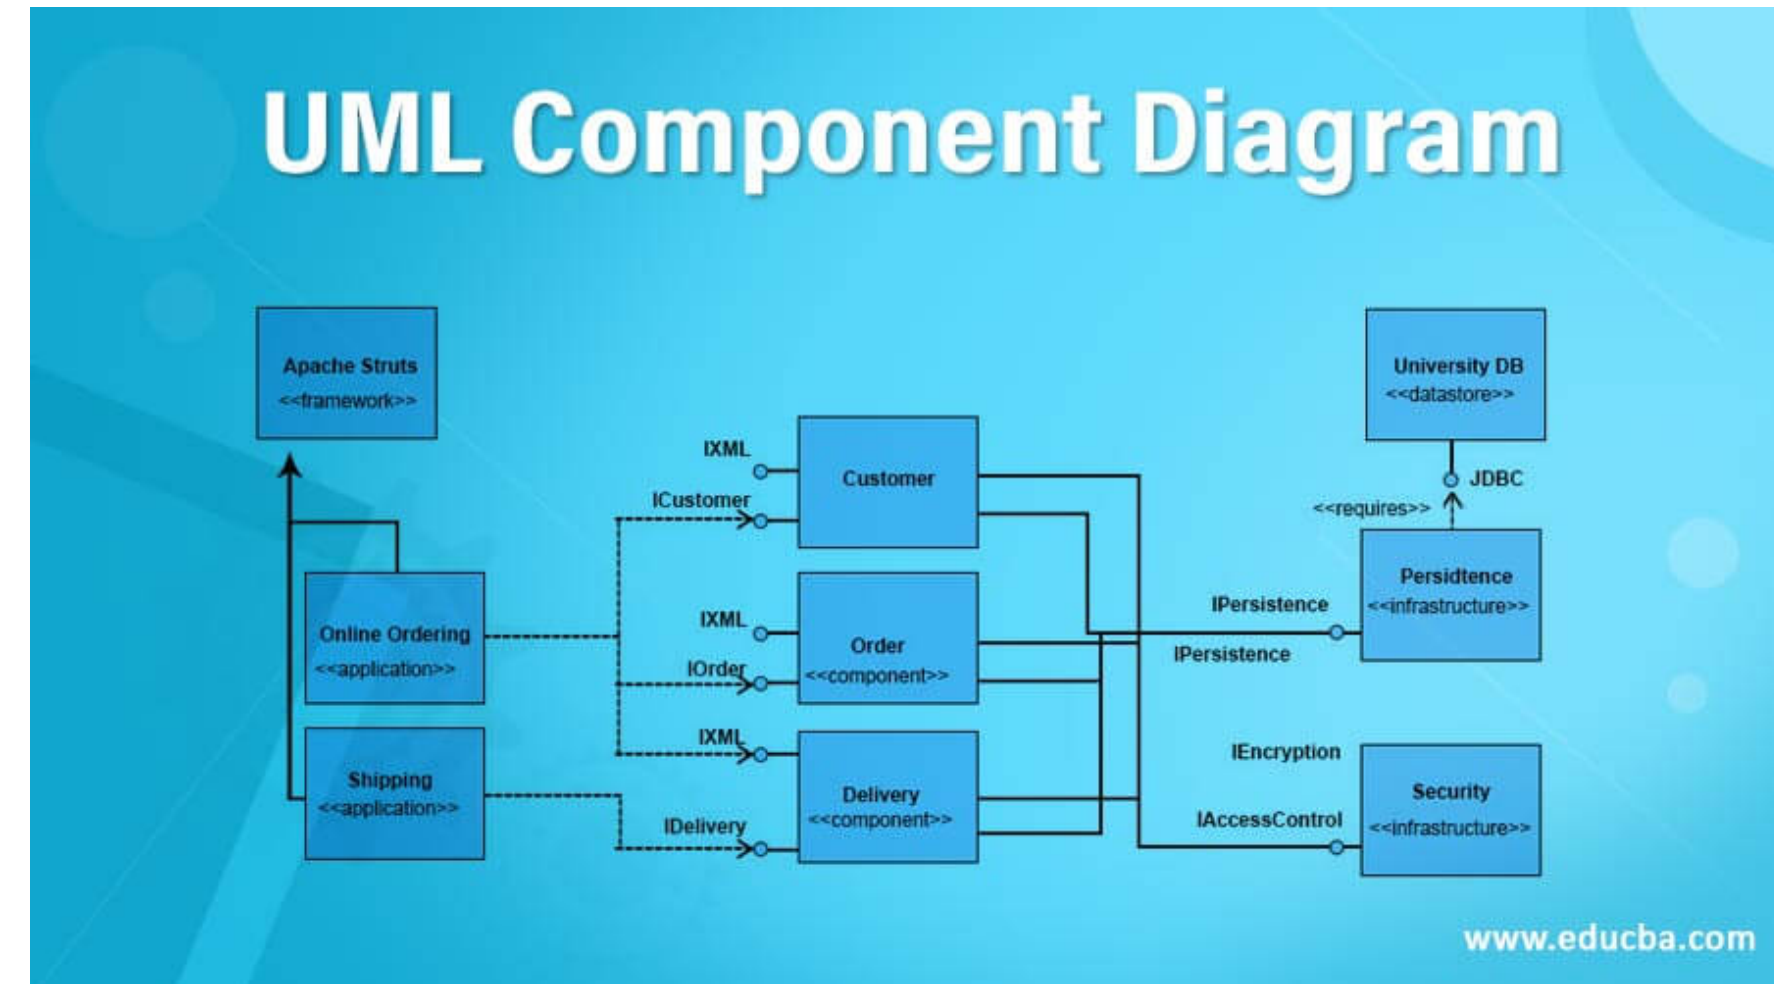 UML Component Diagram
Apache Struts
<<framework>>
University DB
<<datastore>>
IXML
Customer
JDBC
ICustomer
<<requires>>
Persidtence
<<infrastructure>>
IPersistence
IXML
Online Ordering
<<application>>
Order
<<component>>
IPersistence
IOrder
IXML
IEncryption
Shipping
<<application>>
Delivery
<<component>>
Security
<<infrastructure>>
IDelivery
IAccessControl
www.educba.com